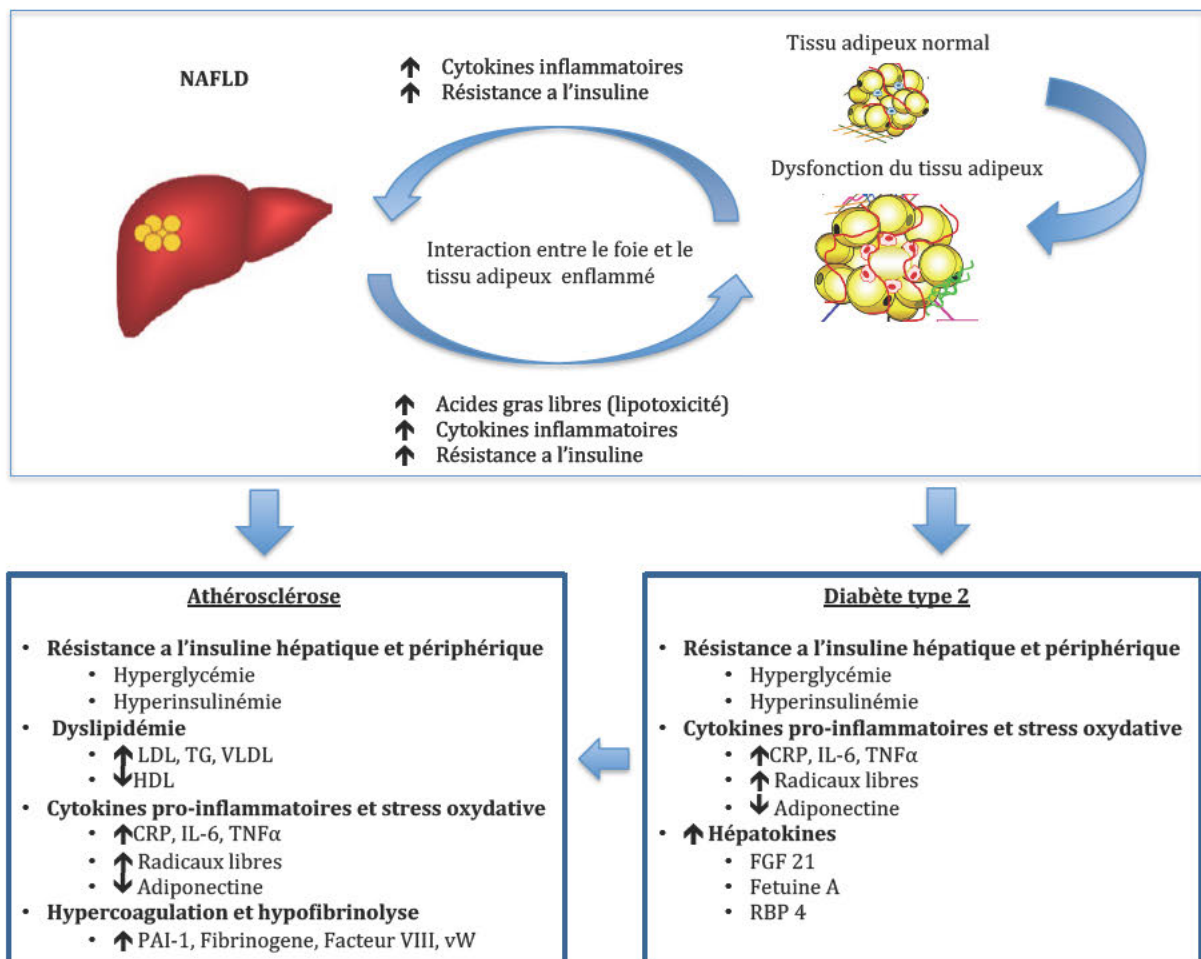 NAFLD
↑ Cytokines inflammatoires
↑ Résistance a l'insuline
Tissu adipeux normal
Dysfonction du tissu adipeux
Interaction entre le foie et le
tissu adipeux enflammé
↑ Acides gras libres (lipotoxicité)
↑ Cytokines inflammatoires
↑ Résistance a l'insuline
Athérosclérose
• Résistance a l'insuline hépatique et périphérique
• Hyperglycémie
• Hyperinsulinémie
• Dyslipidémie
• ↑ LDL, TG, VLDL
• ↓HDL
• Cytokines pro-inflammatoires et stress oxydative
• ↑CRP, IL-6, TNFα
• ↑ Radicaux libres
• ↓ Adiponectine
• Hypercoagulation et hypofibrinolyse
• ↑ PAI-1, Fibrinogene, Facteur VIII, vW
Diabète type 2
• Résistance a l'insuline hépatique et périphérique
• Hyperglycémie
• Hyperinsulinémie
• Cytokines pro-inflammatoires et stress oxydative
• ↑CRP, IL-6, TNFα
• ↑ Radicaux libres
• ↓ Adiponectine
• ↑ Hépatokines
• FGF 21
• Fetuine A
• RBP 4